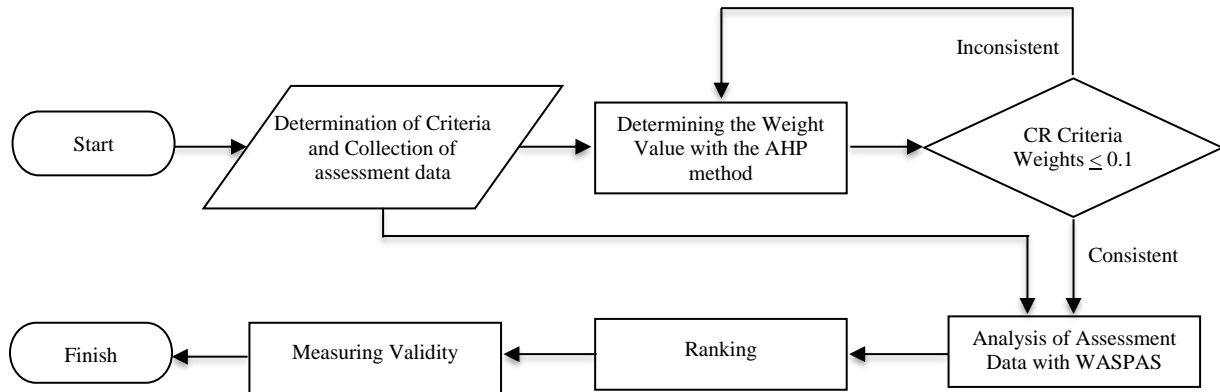 Inconsistent
Start
Determination of Criteria
and Collection of
assessment data
Determining the Weight
Value with the AHP
method
CR Criteria
Weights ≤ 0.1
Consistent
Finish
Measuring Validity
Ranking
Analysis of Assessment
Data with WASPAS